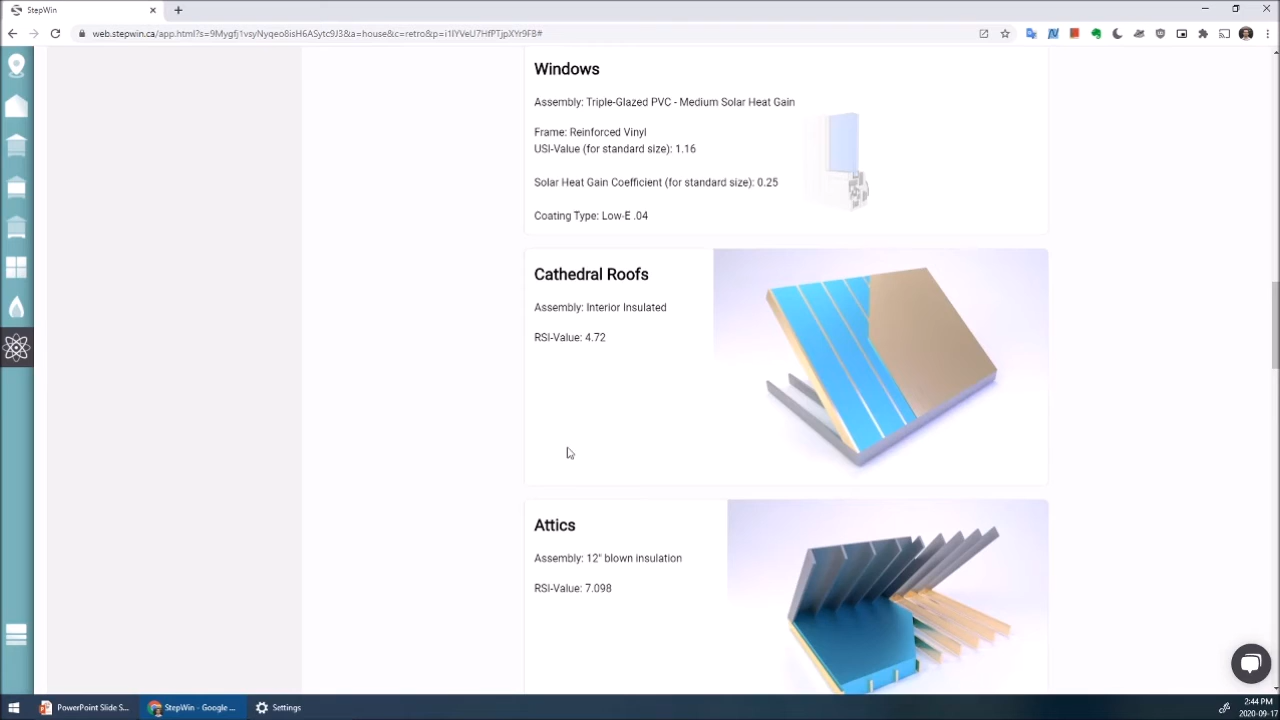 StepWin
web.stepwin.ca/app.html?s=9Mygfj1vsyNyqeo8isH6ASytc9J3&a=house&c=retro&p=i1IYVeU7HfPTjpXYr9FB#
Windows
Assembly: Triple-Glazed PVC - Medium Solar Heat Gain
Frame: Reinforced Vinyl
USI-Value (for standard size): 1.16
Solar Heat Gain Coefficient (for standard size): 0.25
Coating Type: Low-E .04
Cathedral Roofs
Assembly: Interior Insulated
RSI-Value: 4.72
Attics
Assembly: 12" blown insulation
RSI-Value: 7.098
PowerPoint Slide S...
StepWin - Google ...
Settings
2:44 PM
2020-09-17